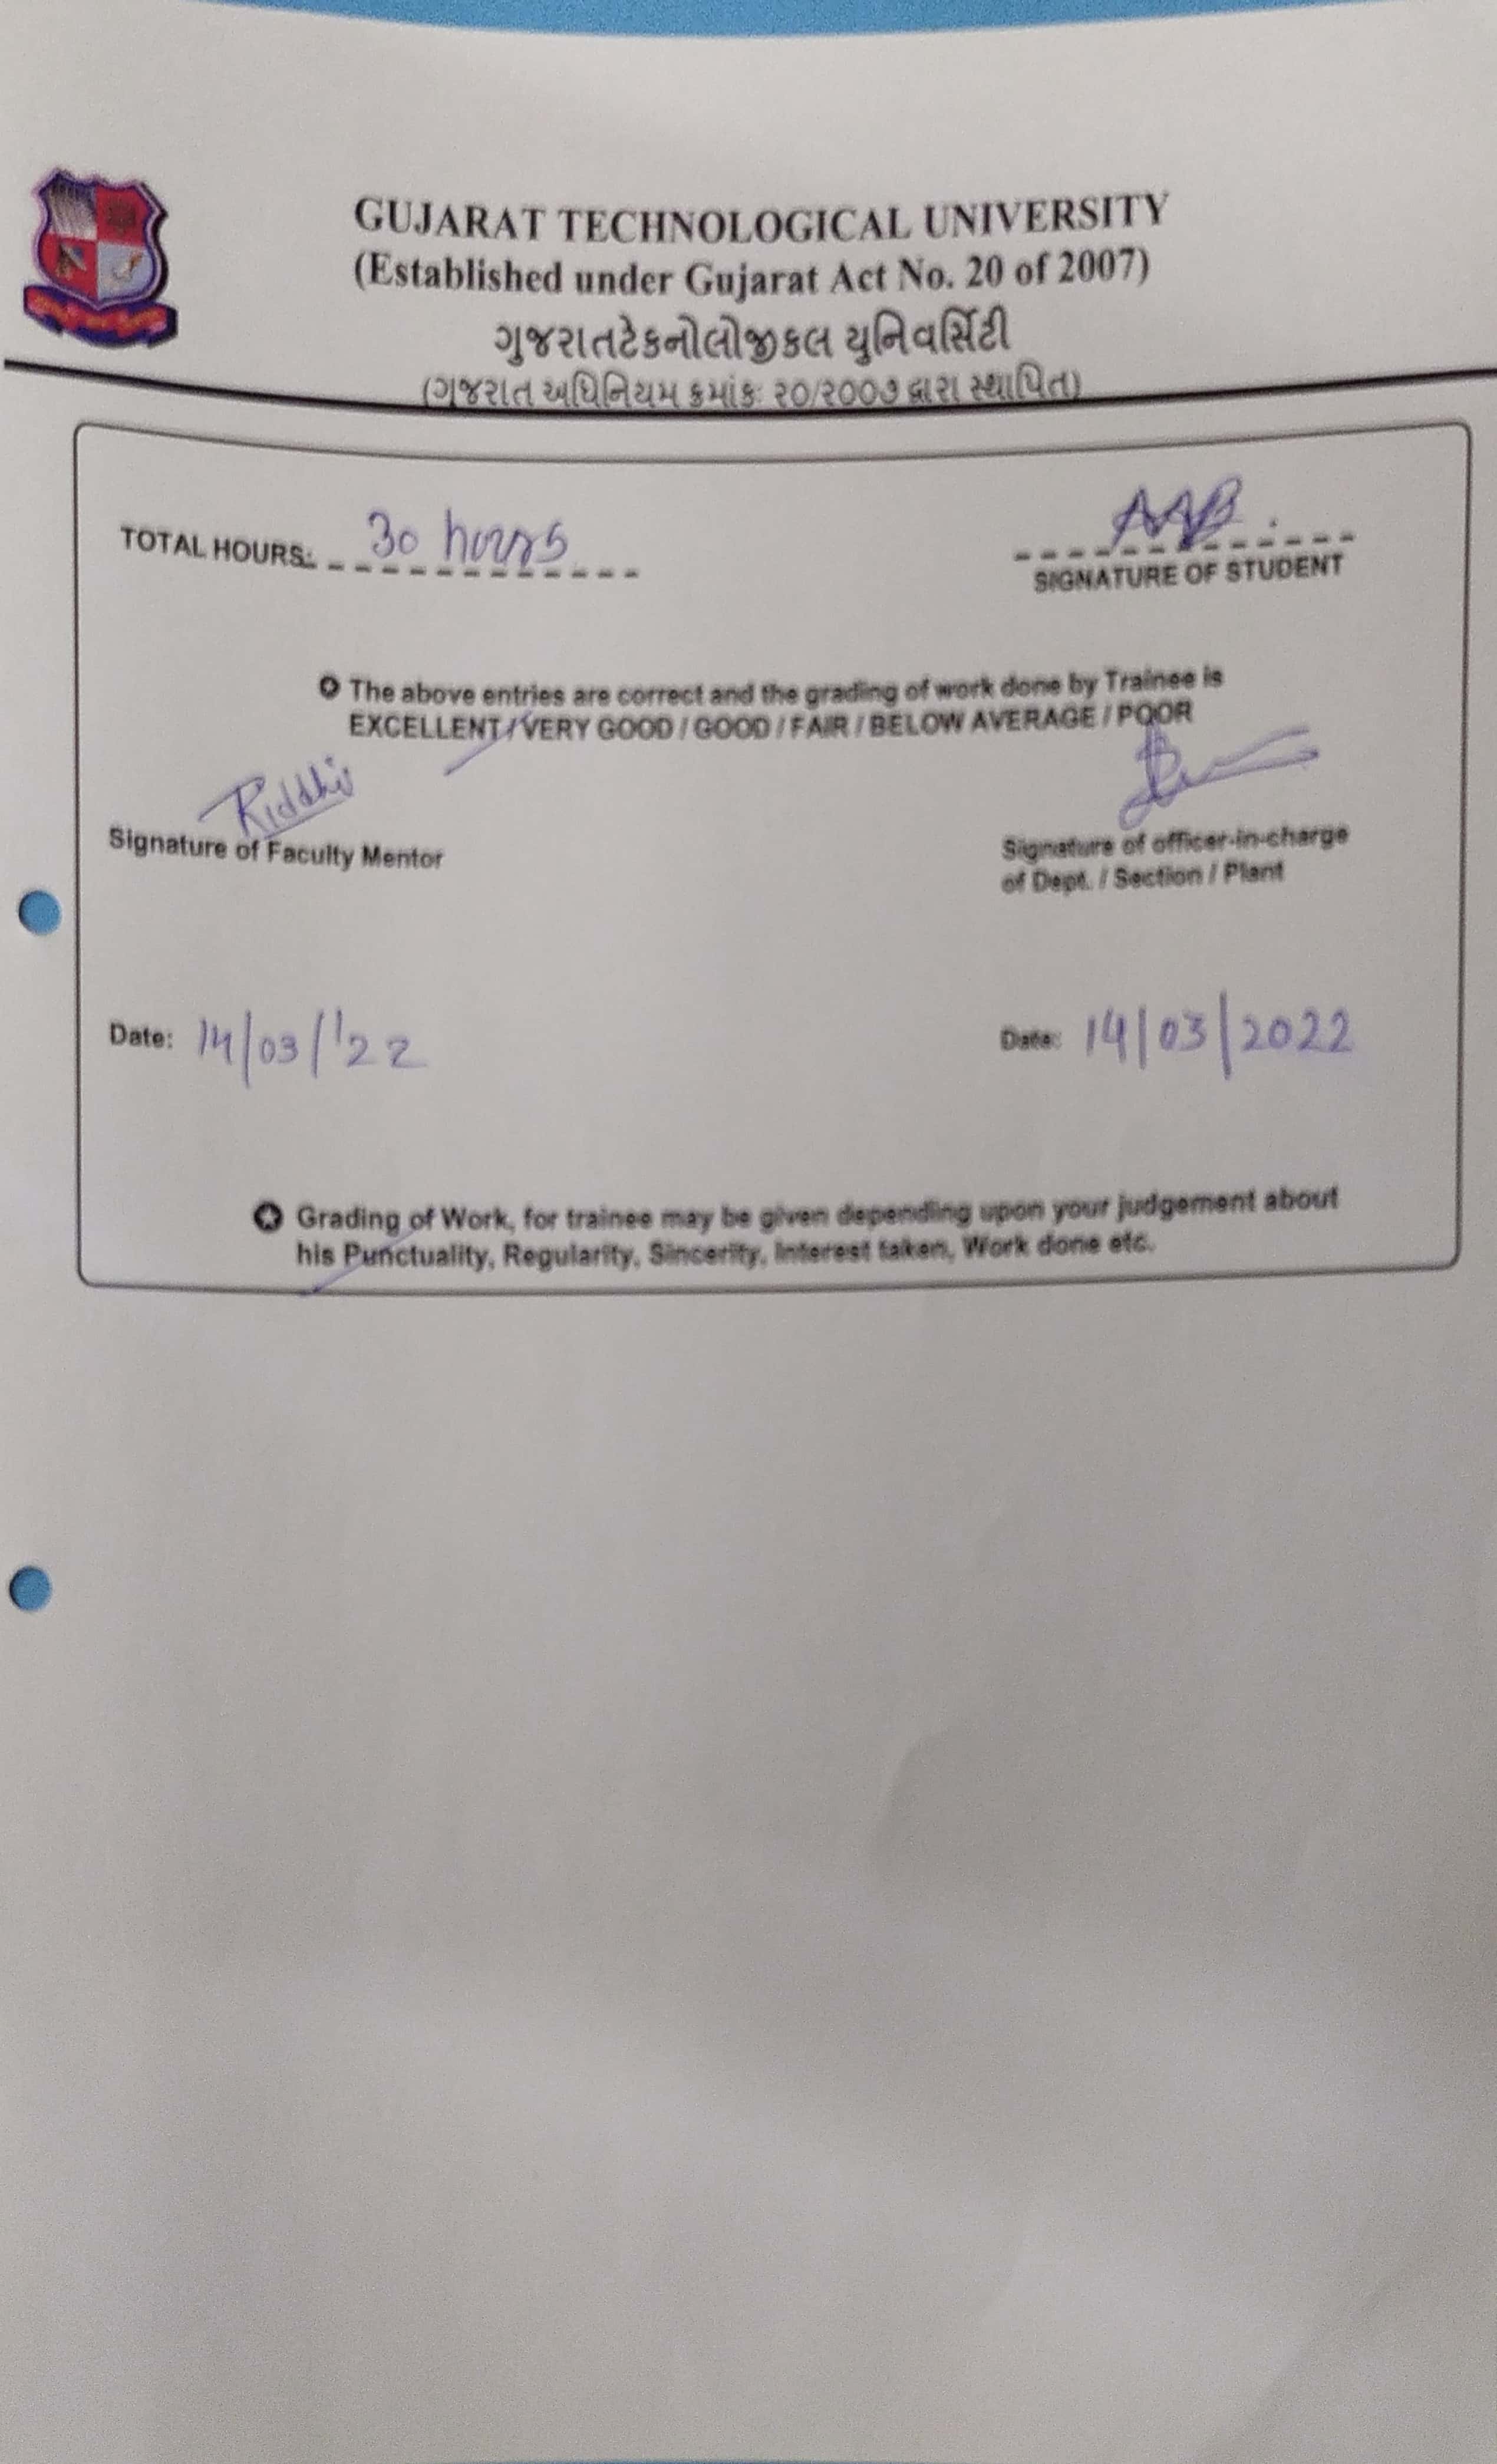 GUJARAT TECHNOLOGICAL UNIVERSITY
(Established under Gujarat Act No. 20 of 2007)
ગુજરાતટેકનોલોજીકલ યુનિવર્સિટી
(ગુજરાત અધિનિયમ ક્રમાંક: ૨૦/૨૦૦૭ દ્વારા સ્થાપિત)
TOTAL HOURS: 30 hours
AAB
SIGNATURE OF STUDENT
The above entries are correct and the grading of work done by Trainee is
EXCELLENT / VERY GOOD / GOOD / FAIR / BELOW AVERAGE / POOR
Riddhi
Signature of Faculty Mentor
Signature of officer-in-charge
of Dept. / Section / Plant
Date: 14/03/'22
Date: 14/03/2022
Grading of Work, for trainee may be given depending upon your judgement about
his Punctuality, Regularity, Sincerity, Interest taken, Work done etc.